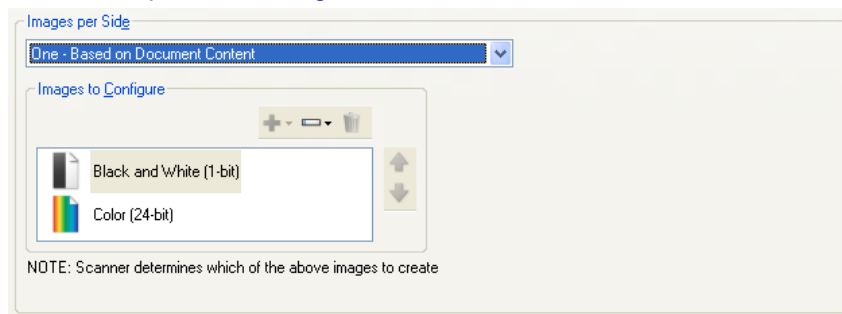 Images per Side
One - Based on Document Content
Images to Configure
Black and White (1-bit)
Color (24-bit)
NOTE: Scanner determines which of the above images to create